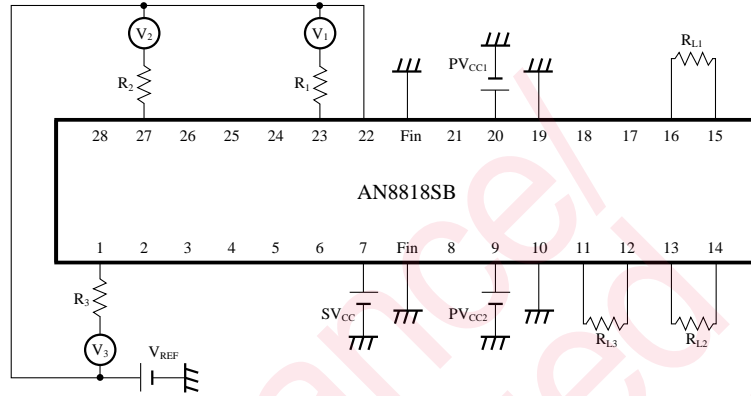 V2 V1
R2 R1 PVCC1 RL1
28 27 26 25 24 23 22 Fin 21 20 19 18 17 16 15
AN8818SB
1 2 3 4 5 6 7 Fin 8 9 10 11 12 13 14
R3 SVCC PVCC2 RL3 RL2
V3 VREF